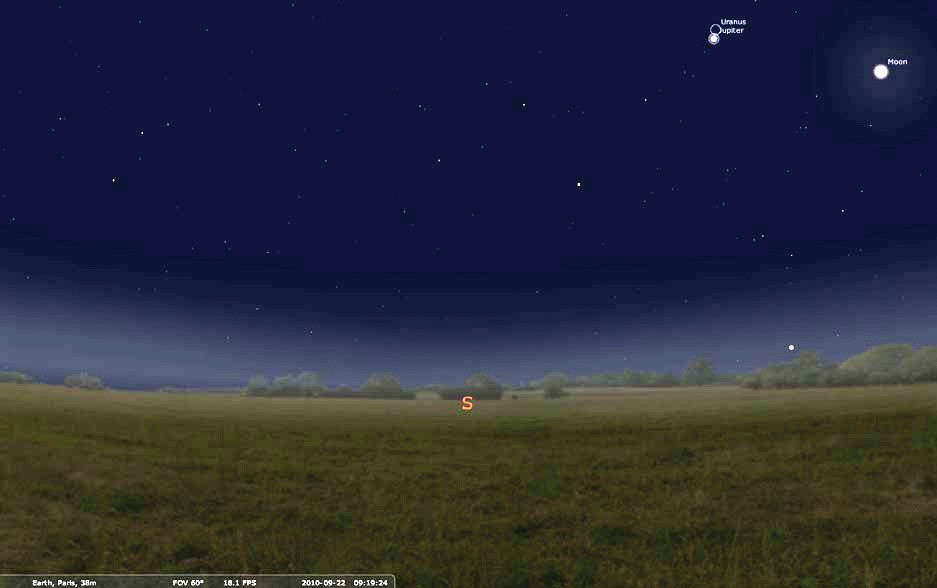 Uranus
Jupiter
Moon
S
Earth, Paris, 38m FOV 60° 18.1 FPS 2010-09-22 09:19:24